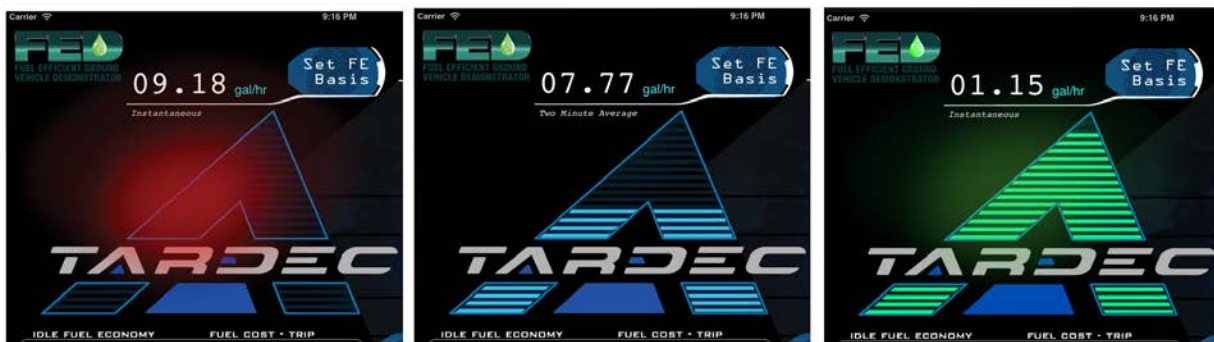 Carrier 9:16 PM
FED
FUEL EFFICIENT GROUND
VEHICLE DEMONSTRATOR
Set FE
Basis
09.18 gal/hr
Instantaneous
TARDEC
IDLE FUEL ECONOMY FUEL COST - TRIP
Carrier 9:16 PM
FED
FUEL EFFICIENT GROUND
VEHICLE DEMONSTRATOR
Set FE
Basis
07.77 gal/hr
Two Minute Average
TARDEC
IDLE FUEL ECONOMY FUEL COST - TRIP
Carrier 9:16 PM
FED
FUEL EFFICIENT GROUND
VEHICLE DEMONSTRATOR
Set FE
Basis
01.15 gal/hr
Instantaneous
TARDEC
IDLE FUEL ECONOMY FUEL COST - TRIP